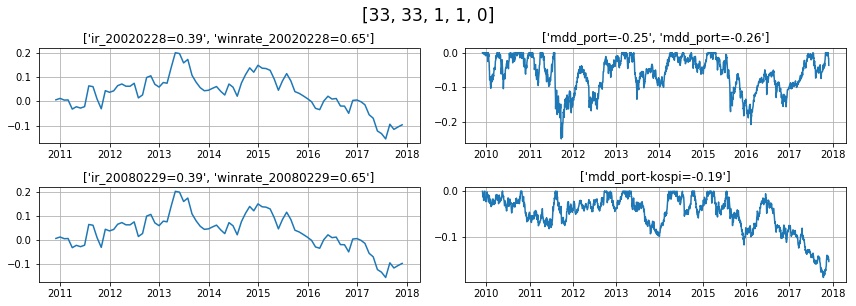 [33, 33, 1, 1, 0]
['ir_20020228=0.39', 'winrate_20020228=0.65']
0.2
0.1
0.0
−0.1
2011 2012 2013 2014 2015 2016 2017 2018
['mdd_port=-0.25', 'mdd_port=-0.26']
0.0
−0.1
−0.2
2010 2011 2012 2013 2014 2015 2016 2017 2018
['ir_20080229=0.39', 'winrate_20080229=0.65']
0.2
0.1
0.0
−0.1
2011 2012 2013 2014 2015 2016 2017 2018
['mdd_port-kospi=-0.19']
0.0
−0.1
2010 2011 2012 2013 2014 2015 2016 2017 2018